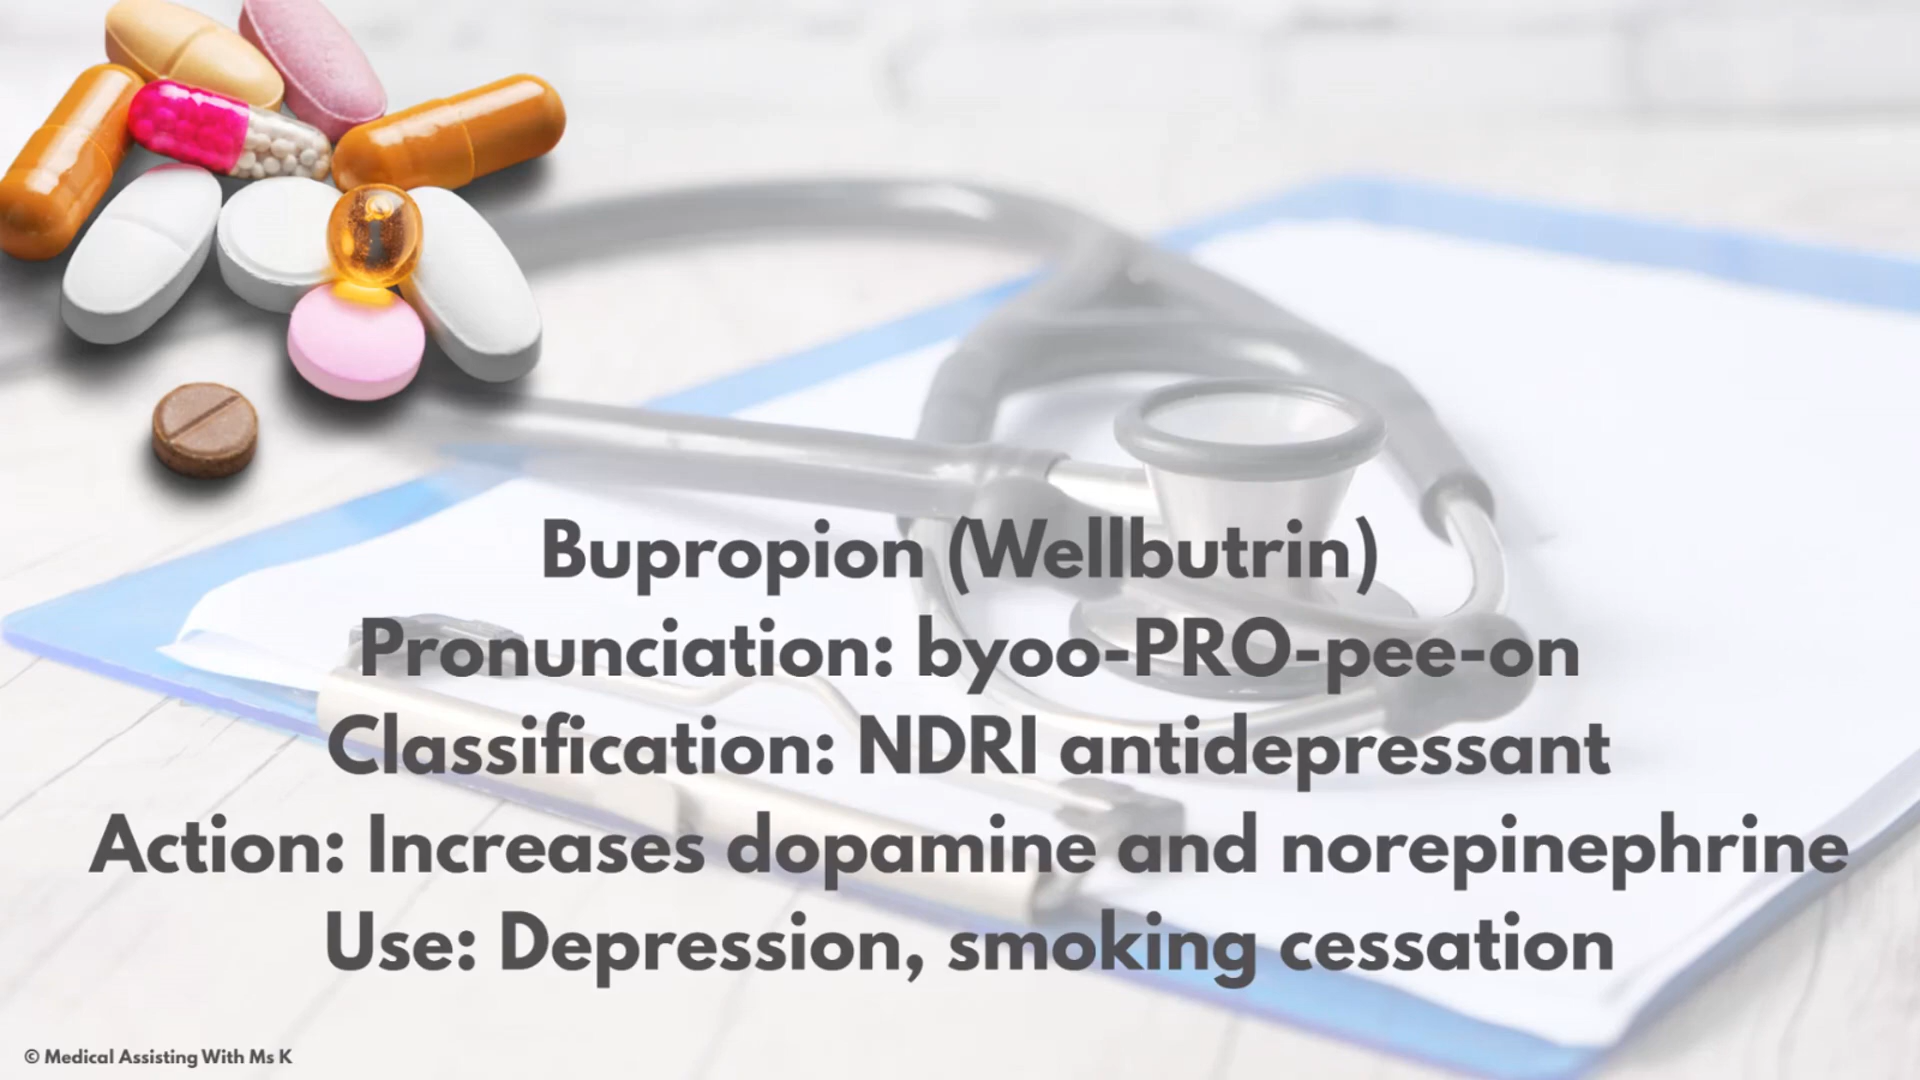 Bupropion (Wellbutrin)
Pronunciation: byoo-PRO-pee-on
Classification: NDRI antidepressant
Action: Increases dopamine and norepinephrine
Use: Depression, smoking cessation
© Medical Assisting With Ms K